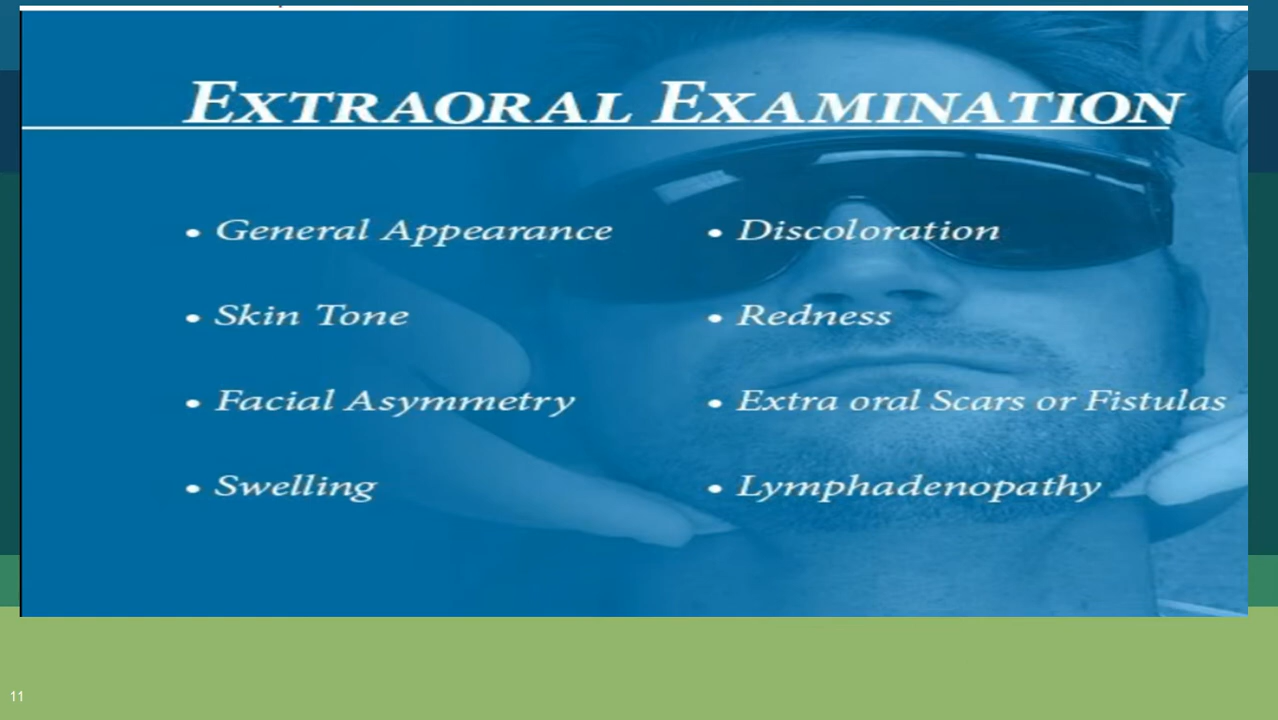 EXTRAORAL EXAMINATION
• General Appearance
• Skin Tone
• Facial Asymmetry
• Swelling
• Discoloration
• Redness
• Extra oral Scars or Fistulas
• Lymphadenopathy
11